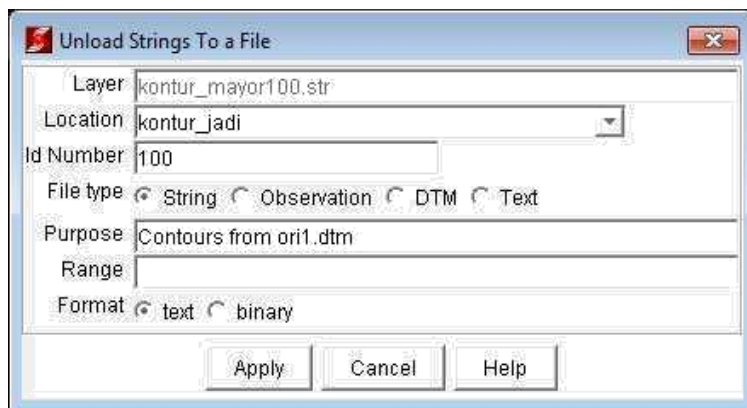 Unload Strings To a File
Layer kontur_mayor100.str
Location kontur_jadi
Id Number 100
File type String Observation DTM Text
Purpose Contours from ori1.dtm
Range
Format text binary
Apply Cancel Help